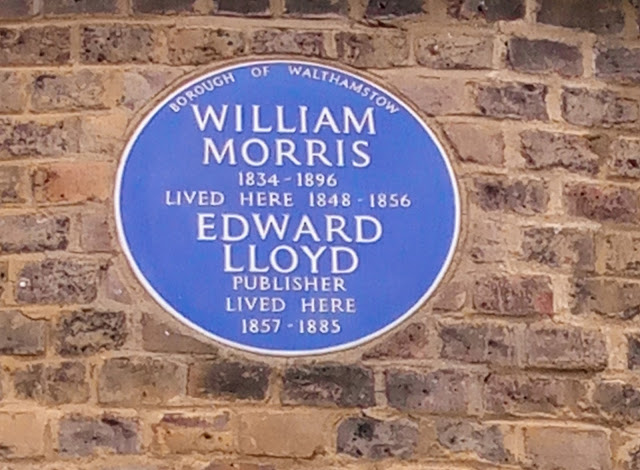 BOROUGH OF WALTHAMSTOW
WILLIAM
MORRIS
1834-1896
LIVED HERE 1848-1856
EDWARD
LLOYD
PUBLISHER
LIVED HERE
1857-1885